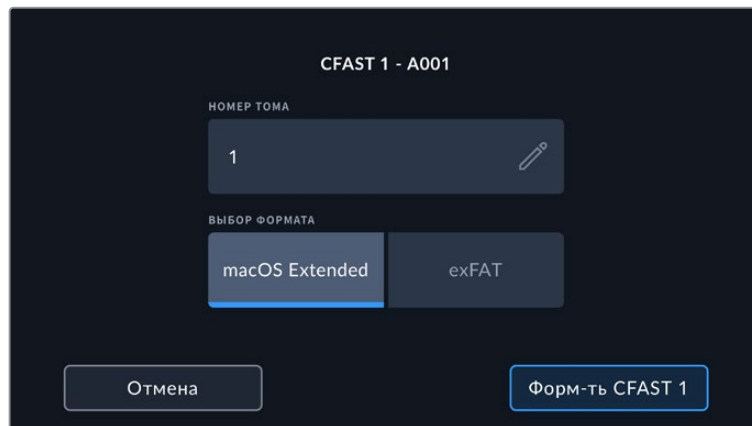 CFAST 1 - A001
НОМЕР ТОМА
1
ВЫБОР ФОРМАТА
macOS Extended exFAT
Отмена Форм-ть CFAST 1